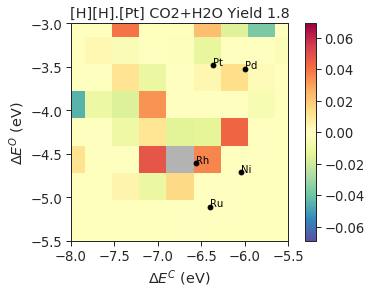 [H][H].[Pt] CO2+H2O Yield 1.8
−3.0
−3.5
−4.0
−4.5
−5.0
−5.5
ΔE^O (eV)
Pt
Pd
Rh
Ni
Ru
−8.0 −7.5 −7.0 −6.5 −6.0 −5.5
ΔE^C (eV)
0.06
0.04
0.02
0.00
−0.02
−0.04
−0.06